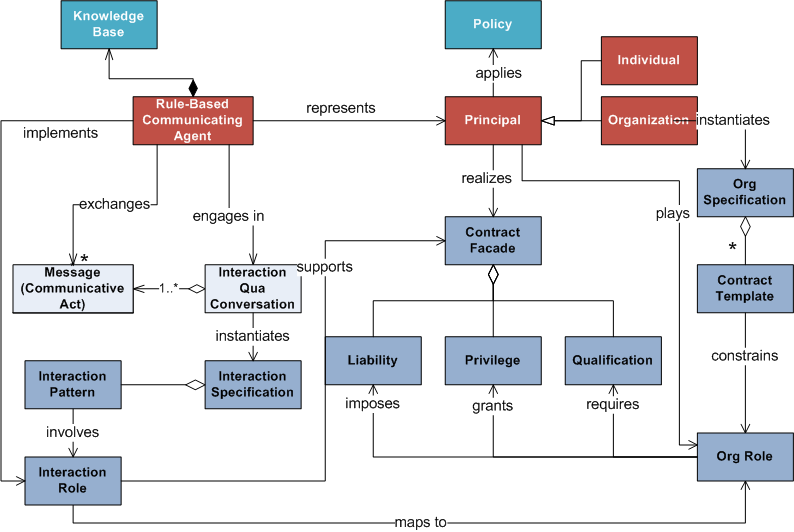 Knowledge
Base
Policy
Individual
applies
Rule-Based
Communicating
Agent
represents
Principal
Organization
instantiates
implements
realizes
Org
Specification
exchanges
engages in
plays
Contract
Facade
*
*
Message
(Communicative
Act)
1..*
Interaction
Qua
Conversation
supports
Contract
Template
instantiates
Liability
Privilege
Qualification
constrains
Interaction
Pattern
Interaction
Specification
imposes
grants
requires
involves
Org Role
Interaction
Role
maps to